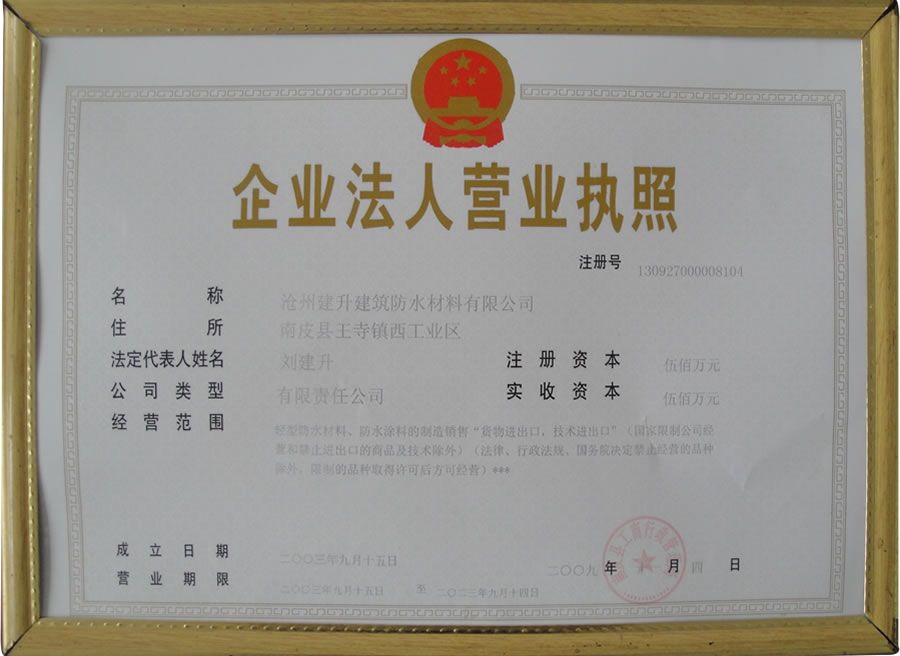 企业法人营业执照
注册号 130927000008104
名称 沧州建升建筑防水材料有限公司
住所 南皮县王寺镇西工业区
法定代表人姓名 刘建升 注册资本 伍佰万元
公司类型 有限责任公司 实收资本 伍佰万元
经营范围
轻型防水材料、防水涂料的制造销售“货物进出口，技术进出口”（国家限制公司经
营和禁止进出口的商品及技术除外）（法律、行政法规、国务院决定禁止经营的品种
除外，限制的品种取得许可后方可经营）***
成立日期 二〇〇三年九月十五日
二〇〇九年 月四日
营业期限 二〇〇三年九月十五日 至 二〇二三年九月十四日